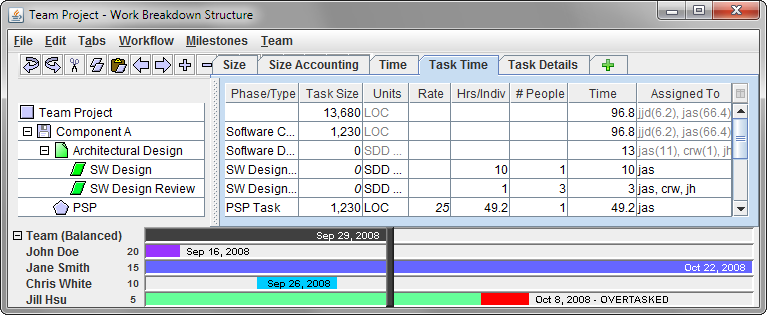 Team Project - Work Breakdown Structure
File Edit Tabs Workflow Milestones Team
Size Size Accounting Time Task Time Task Details
Phase/Type Task Size Units Rate Hrs/Indiv # People Time Assigned To
Team Project 13,680 LOC 96.8 jjd(6.2), jas(66.4)
Component A Software C... 1,230 LOC 96.8 jjd(6.2), jas(66.4)
Architectural Design Software D... 0 SDD ... 13 jas(11), crw(1), jh
SW Design SW Design... 0 SDD ... 10 1 10 jas
SW Design Review SW Design... 0 SDD ... 1 3 3 jas, crw, jh
PSP PSP Task 1,230 LOC 25 49.2 1 49.2 jas
Team (Balanced) Sep 29, 2008
John Doe 20 Sep 16, 2008
Jane Smith 15 Oct 22, 2008
Chris White 10 Sep 26, 2008
Jill Hsu 5 Oct 8, 2008 - OVERTASKED